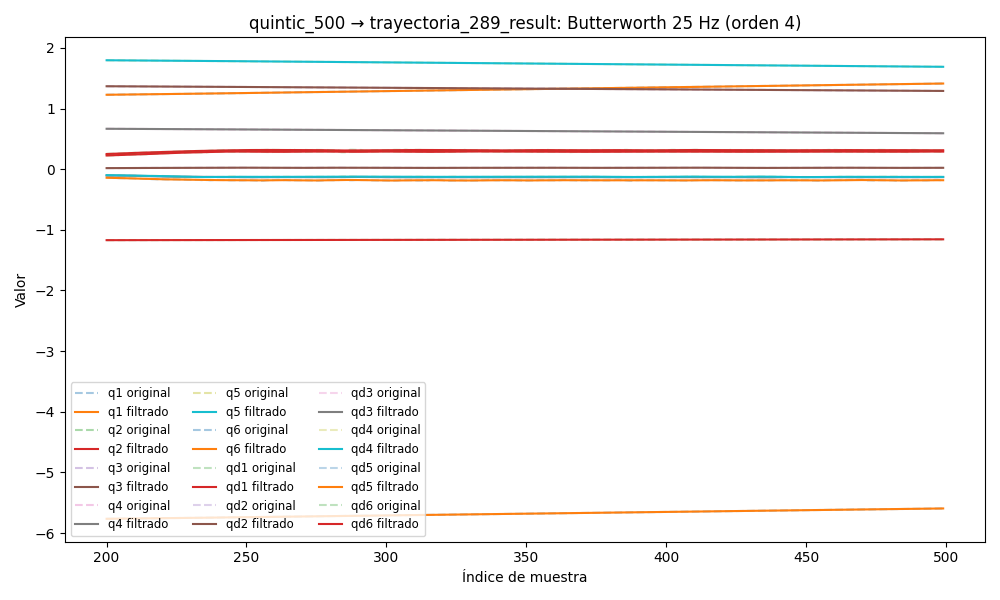 quintic_500 → trayectoria_289_result: Butterworth 25 Hz (orden 4)
2
1
0
−1
−2
−3
−4
−5
−6
Valor
q1 original
q1 filtrado
q2 original
q2 filtrado
q3 original
q3 filtrado
q4 original
q4 filtrado
q5 original
q5 filtrado
q6 original
q6 filtrado
qd1 original
qd1 filtrado
qd2 original
qd2 filtrado
qd3 original
qd3 filtrado
qd4 original
qd4 filtrado
qd5 original
qd5 filtrado
qd6 original
qd6 filtrado
200
250
300
350
400
450
500
Índice de muestra